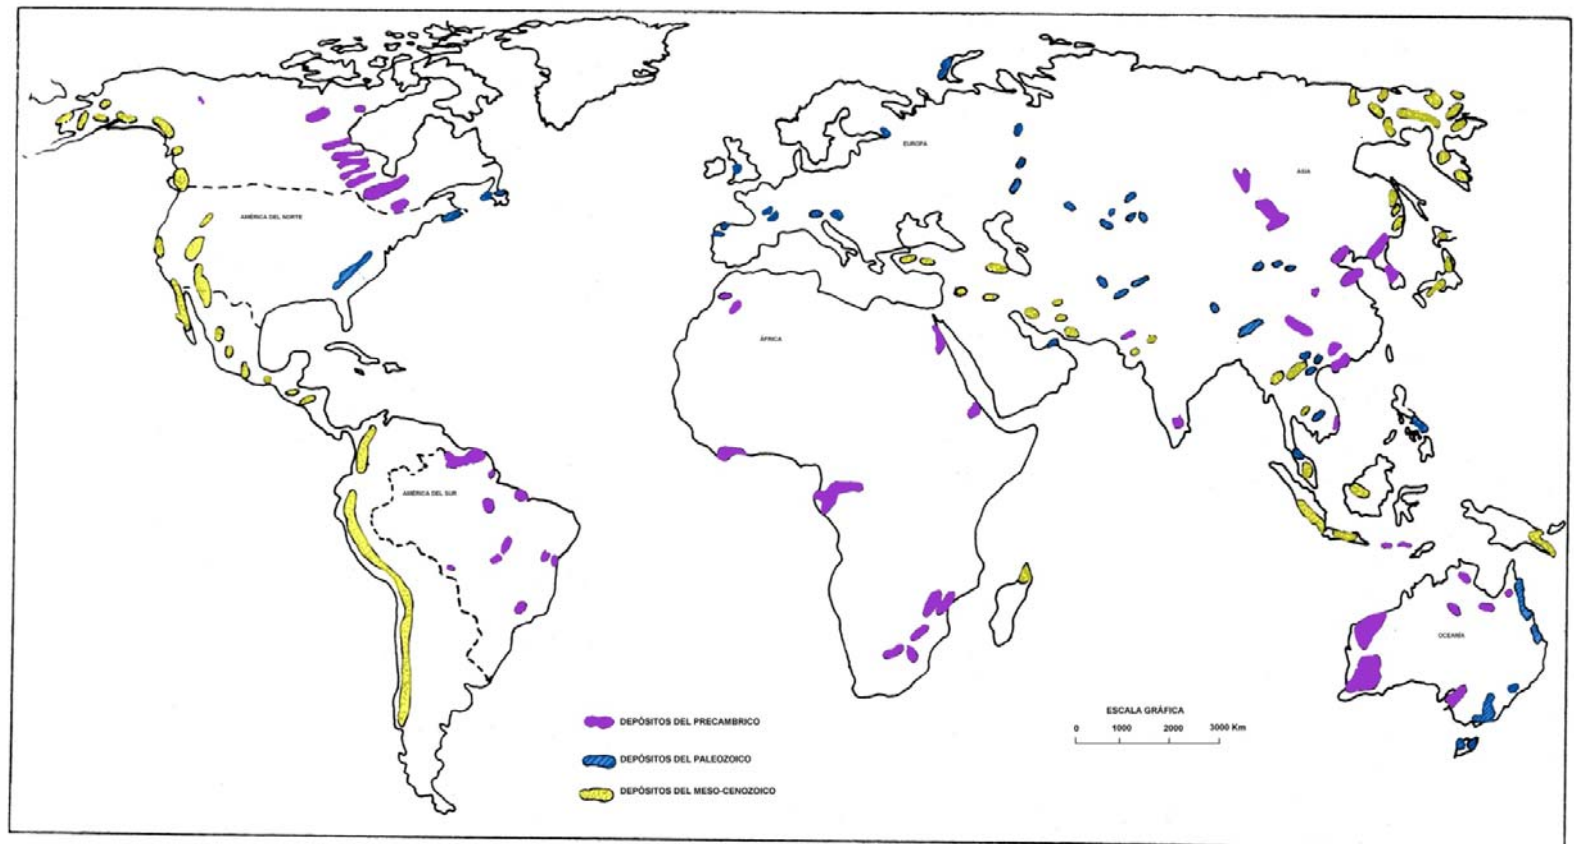 EUROPA
ASIA
AMÉRICA DEL NORTE
ÁFRICA
AMÉRICA DEL SUR
OCEANÍA
ESCALA GRÁFICA
0 1000 2000 3000 Km
DEPÓSITOS DEL PRECAMBRICO
DEPÓSITOS DEL PALEOZOICO
DEPÓSITOS DEL MESO-CENOZOICO